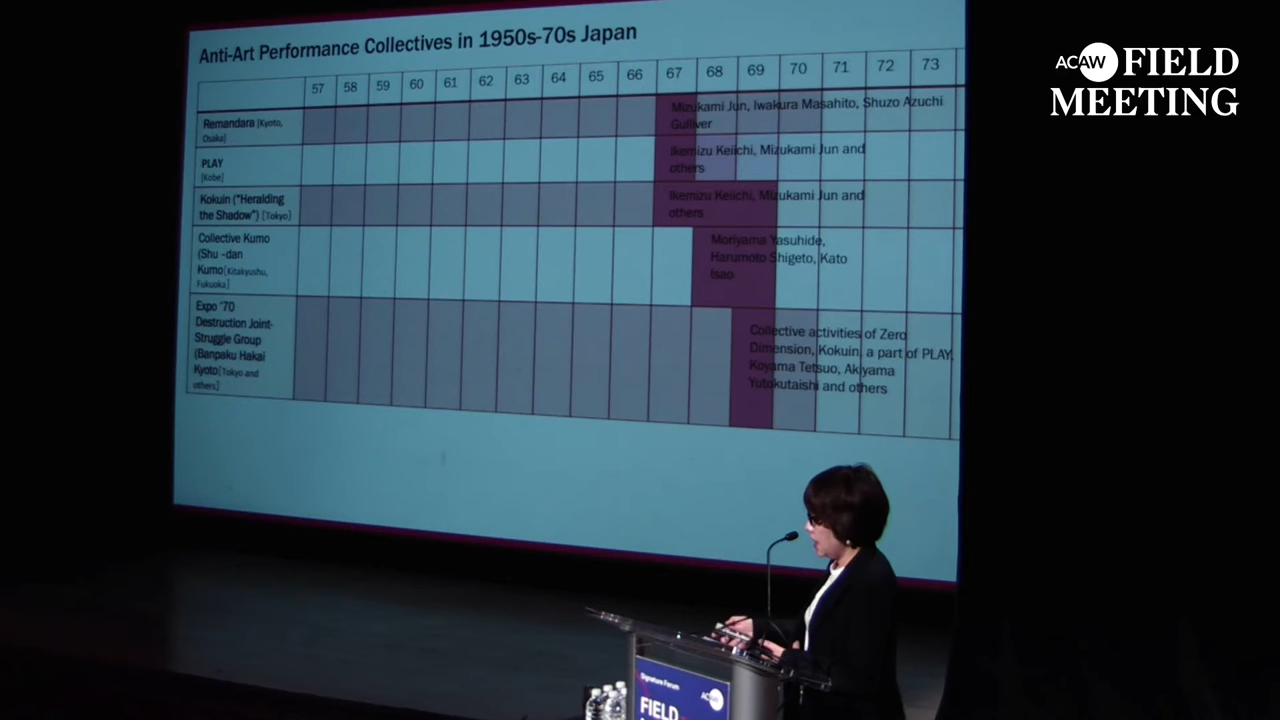 Anti-Art Performance Collectives in 1950s-70s Japan
57 58 59 60 61 62 63 64 65 66 67 68 69 70 71 72 73
Remandara [Kyoto,
Osaka]
Mizukami Jun, Iwakura Masahito, Shuzo Azuchi
Gulliver
PLAY
[Kobe]
Ikemizu Keiichi, Mizukami Jun and
others
Kokuin ("Heralding
the Shadow") [Tokyo]
Ikemizu Keiichi, Mizukami Jun and
others
Collective Kumo
(Shu -dan
Kumo[Kitakyushu,
Fukuoka]
Moriyama Yasuhide,
Harumoto Shigeto, Kato
Isao
Expo '70
Destruction Joint-
Struggle Group
(Banpaku Hakai
Kyoto[Tokyo and
others]
Collective activities of Zero
Dimension, Kokuin, a part of PLAY,
Koyama Tetsuo, Akiyama
Yutokutaishi and others
ACAW FIELD
MEETING
Signature Forum
ACAW
FIELD